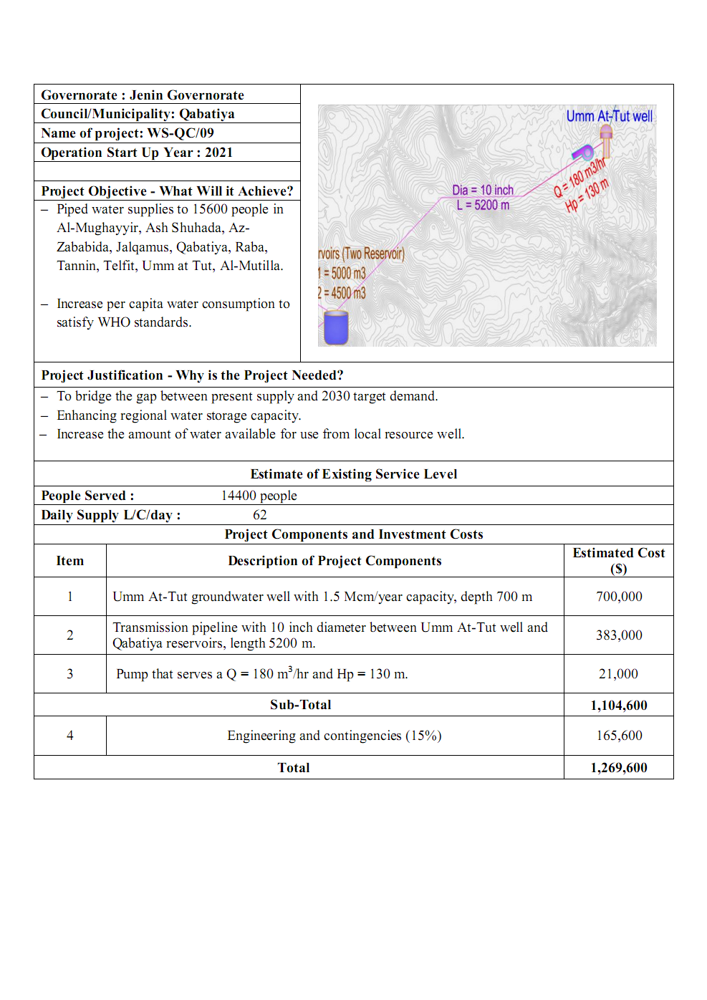 Governorate : Jenin Governorate
Council/Municipality: Qabatiya
Name of project: WS-QC/09
Operation Start Up Year : 2021
Project Objective - What Will it Achieve?
– Piped water supplies to 15600 people in
Al-Mughayyir, Ash Shuhada, Az-
Zababida, Jalqamus, Qabatiya, Raba,
Tannin, Telfit, Umm at Tut, Al-Mutilla.
– Increase per capita water consumption to
satisfy WHO standards.
Umm At-Tut well
Dia = 10 inch
L = 5200 m
Q = 180 m3/hr
Hp = 130 m
rvoirs (Two Reservoir)
1 = 5000 m3
2 = 4500 m3
Project Justification - Why is the Project Needed?
– To bridge the gap between present supply and 2030 target demand.
– Enhancing regional water storage capacity.
– Increase the amount of water available for use from local resource well.
Estimate of Existing Service Level
People Served : 14400 people
Daily Supply L/C/day : 62
Project Components and Investment Costs
Item Description of Project Components Estimated Cost
($)
1 Umm At-Tut groundwater well with 1.5 Mcm/year capacity, depth 700 m 700,000
2 Transmission pipeline with 10 inch diameter between Umm At-Tut well and
Qabatiya reservoirs, length 5200 m. 383,000
3 Pump that serves a Q = 180 m³/hr and Hp = 130 m. 21,000
Sub-Total 1,104,600
4 Engineering and contingencies (15%) 165,600
Total 1,269,600